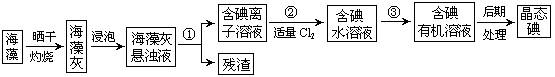 海藻
晒干
灼烧
海藻灰
浸泡
海藻灰
悬浊液
①
含碘离
子溶液
残渣
②
适量Cl₂
含碘
水溶液
③
含碘
有机溶液
后期
处理
晶态
碘